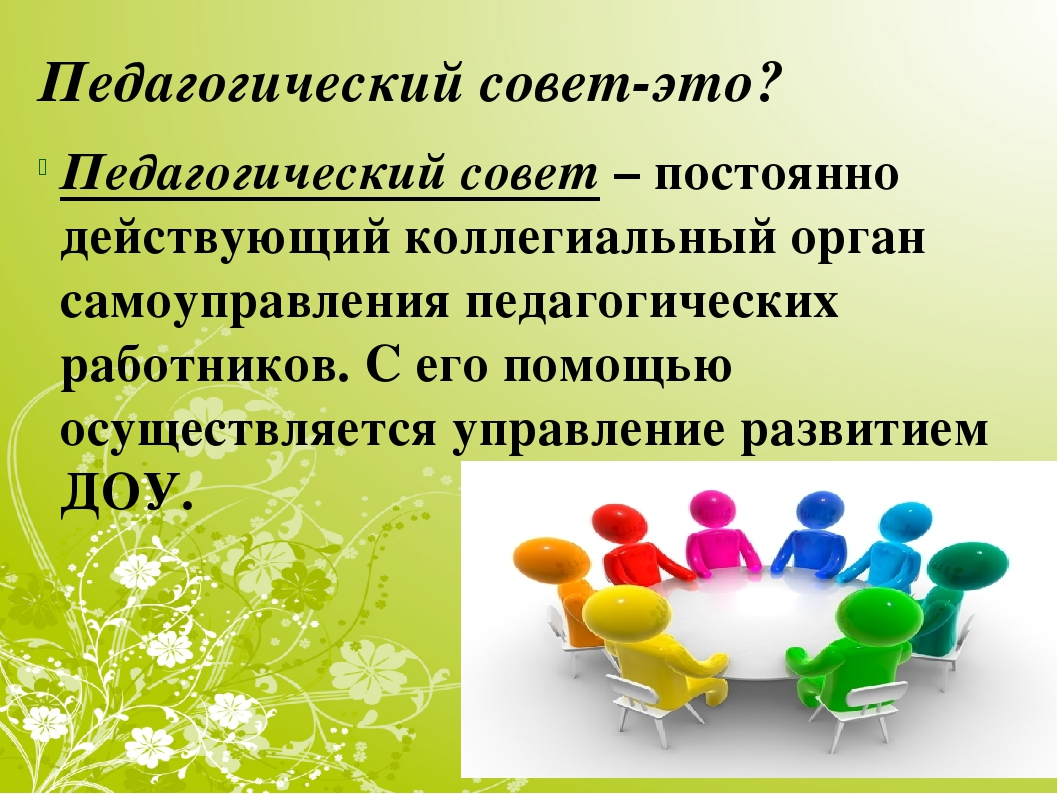 Педагогический совет-это?
Педагогический совет – постоянно
действующий коллегиальный орган
самоуправления педагогических
работников. С его помощью
осуществляется управление развитием
ДОУ.